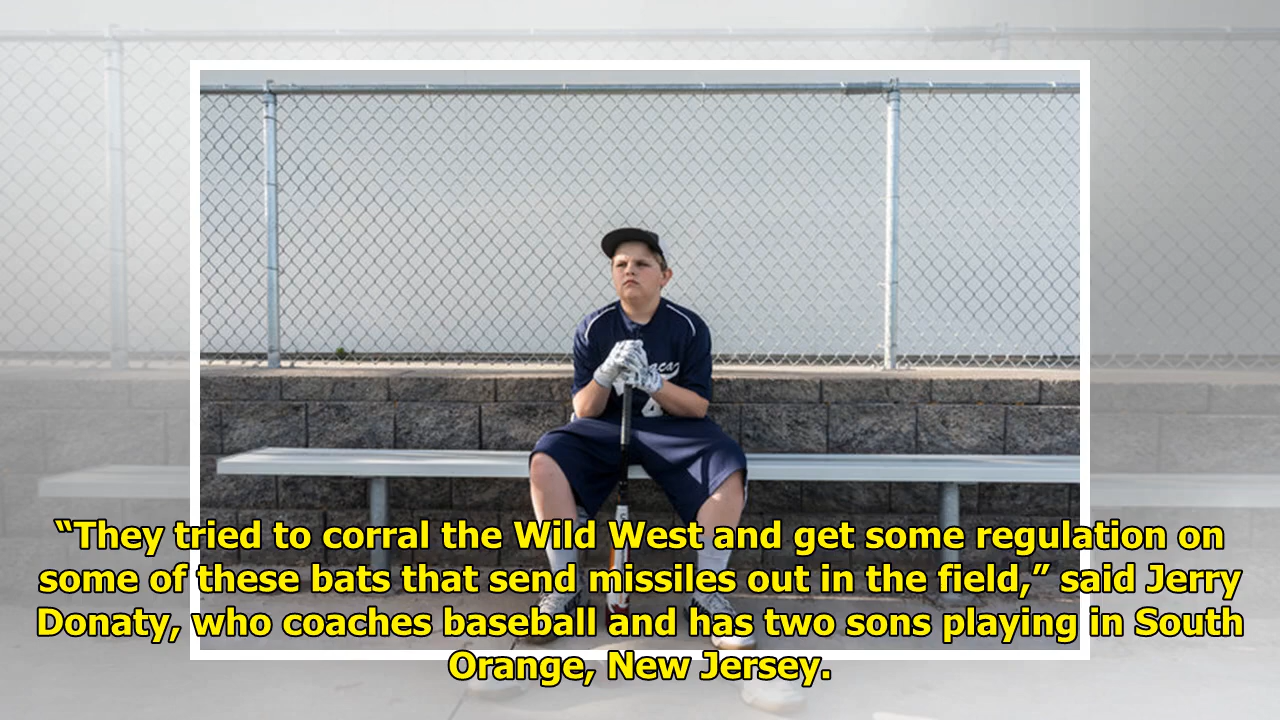 “They tried to corral the Wild West and get some regulation on
some of these bats that send missiles out in the field,” said Jerry
Donaty, who coaches baseball and has two sons playing in South
Orange, New Jersey.
4